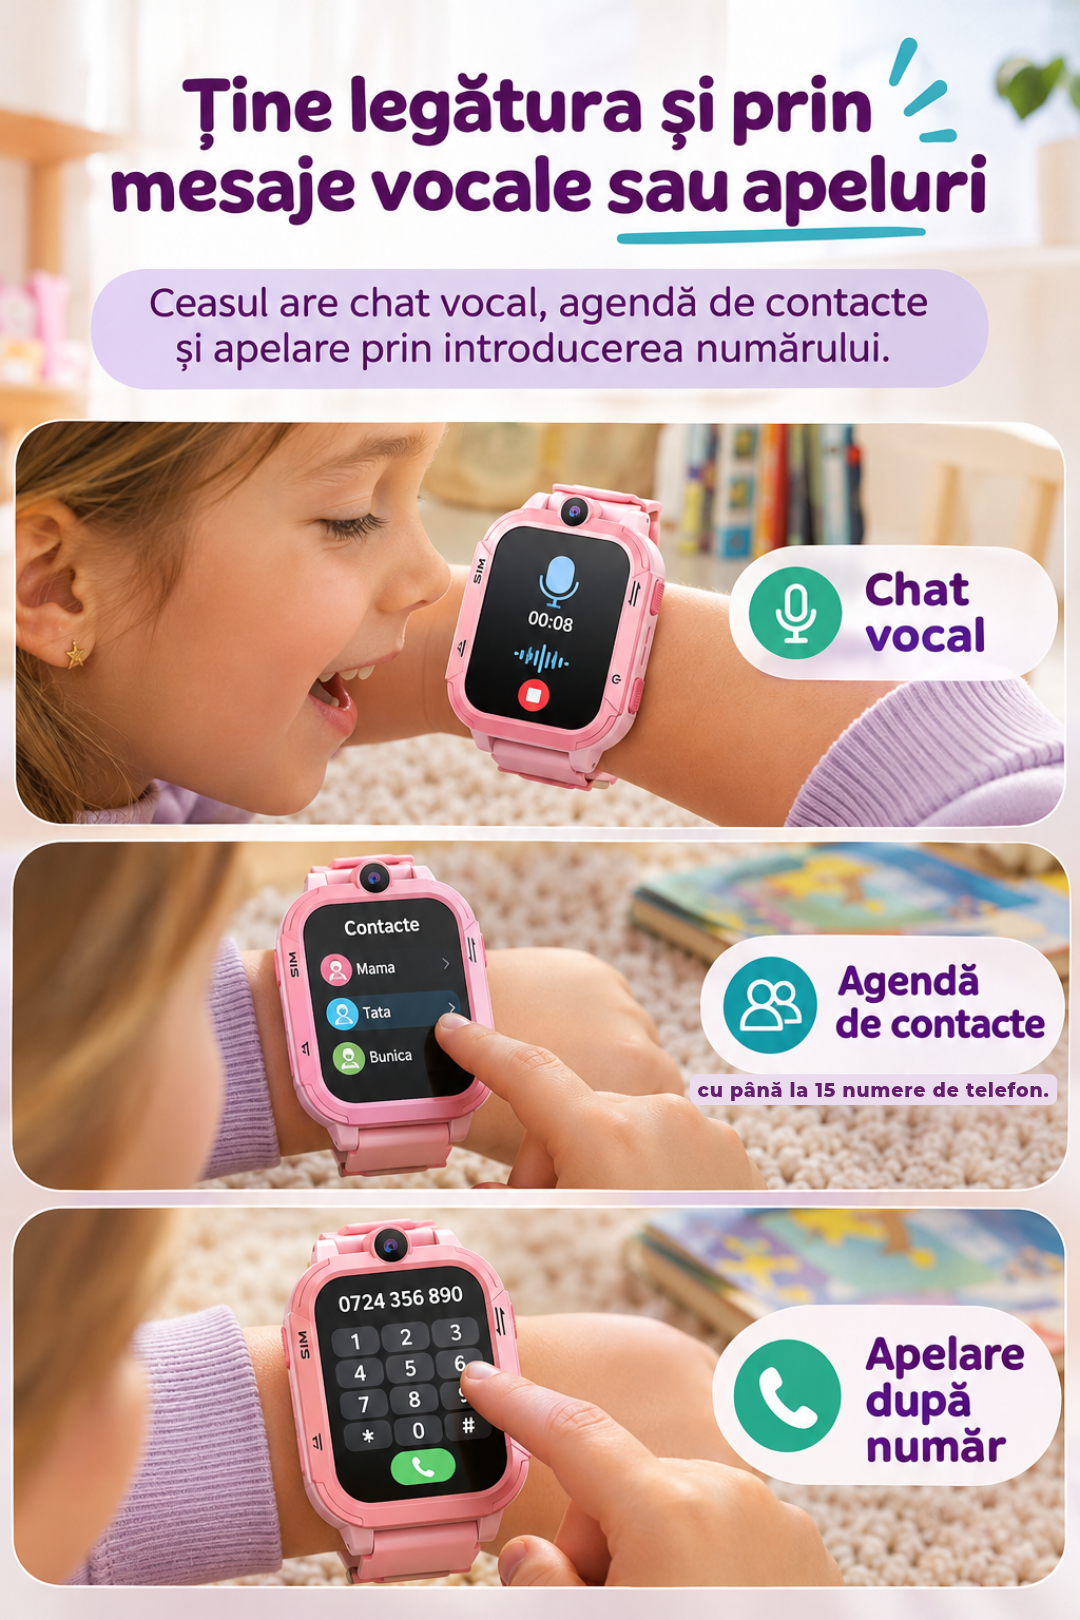 Ține legătura și prin
mesaje vocale sau apeluri
Ceasul are chat vocal, agendă de contacte
și apelare prin introducerea numărului.
SIM
00:08
Chat
vocal
Contacte
SIM
Mama
Tata
Bunica
Agendă
de contacte
cu până la 15 numere de telefon.
0724 356 890
SIM
1 2 3
4 5 6
7 8 9
* 0 #
Apelare
după
număr